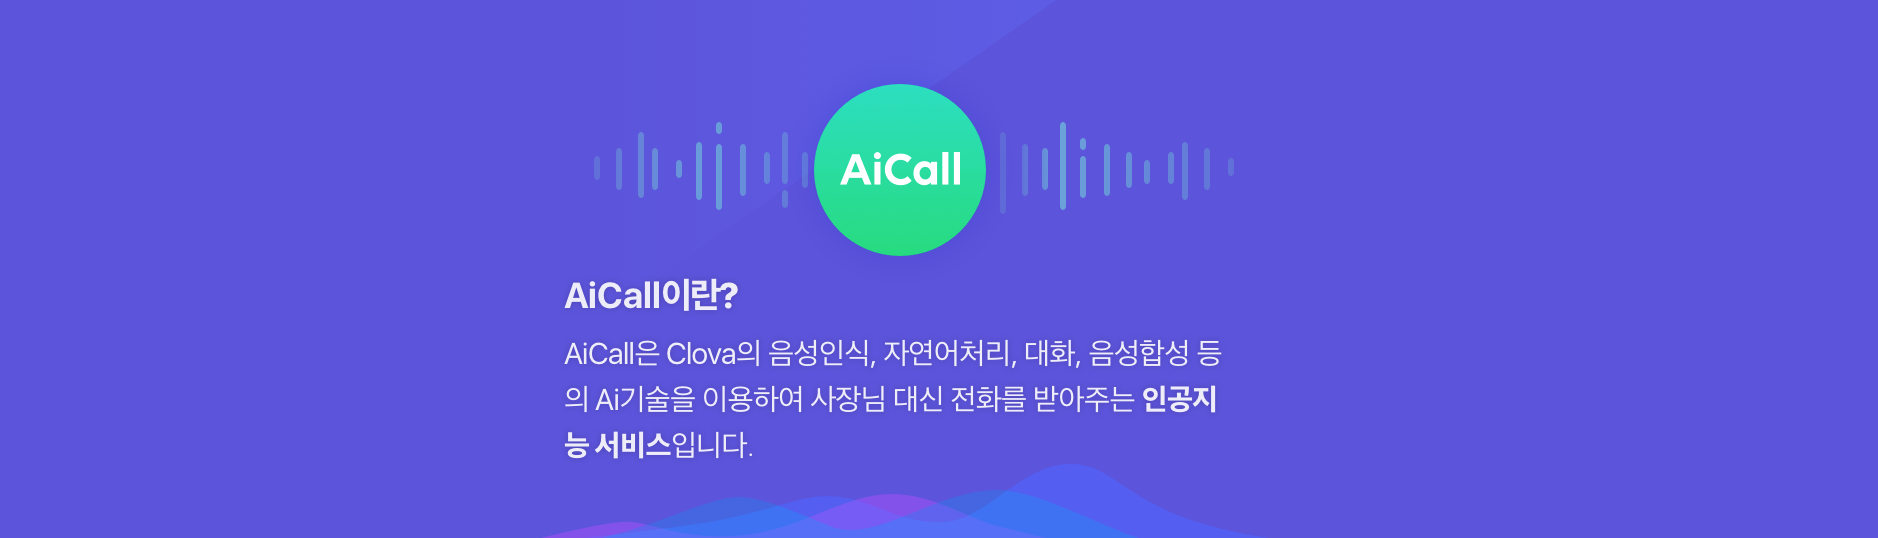 AiCall
AiCall이란?
AiCall은 Clova의 음성인식, 자연어처리, 대화, 음성합성 등
의 Ai기술을 이용하여 사장님 대신 전화를 받아주는 인공지
능 서비스입니다.